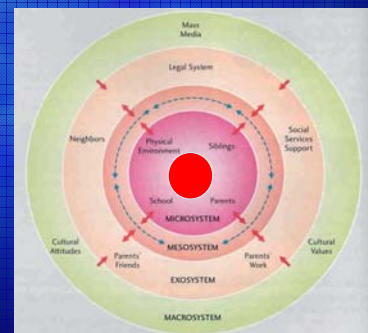 Mass
Media
Legal System
Neighbors
Social
Services
Support
Physical
Environment
Siblings
School
Parents
MICROSYSTEM
MESOSYSTEM
Cultural
Attitudes
Parents'
Friends
Parents'
Work
Cultural
Values
EXOSYSTEM
MACROSYSTEM